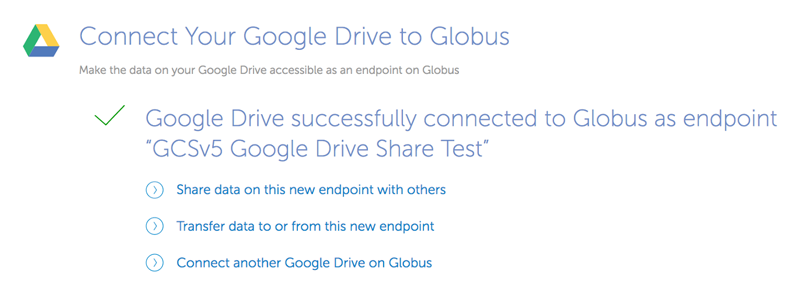 Connect Your Google Drive to Globus
Make the data on your Google Drive accessible as an endpoint on Globus
Google Drive successfully connected to Globus as endpoint
“GCSv5 Google Drive Share Test”
Share data on this new endpoint with others
Transfer data to or from this new endpoint
Connect another Google Drive on Globus